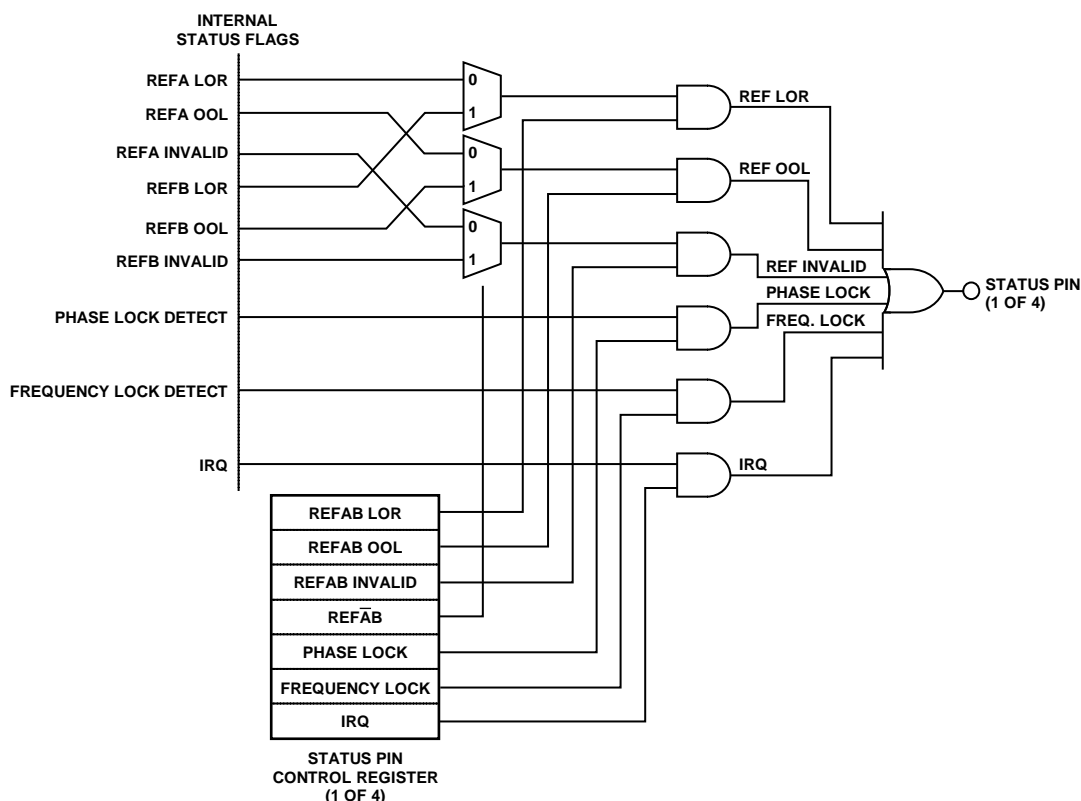 INTERNAL
STATUS FLAGS
REFA LOR
REFA OOL
REFA INVALID
REFB LOR
REFB OOL
REFB INVALID
PHASE LOCK DETECT
FREQUENCY LOCK DETECT
IRQ
0
1
0
1
0
1
REF LOR
REF OOL
REF INVALID
PHASE LOCK
FREQ. LOCK
IRQ
STATUS PIN
(1 OF 4)
REFAB LOR
REFAB OOL
REFAB INVALID
REFA̅B
PHASE LOCK
FREQUENCY LOCK
IRQ
STATUS PIN
CONTROL REGISTER
(1 OF 4)